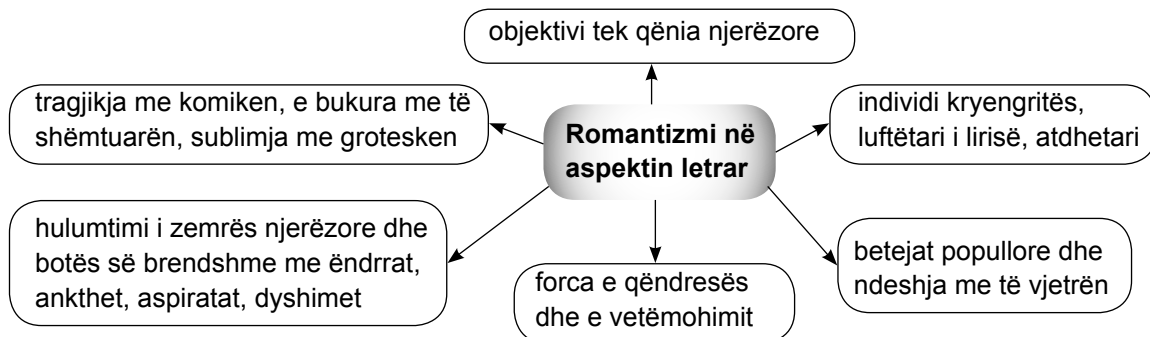 objektivi tek qënia njerëzore
tragjikja me komiken, e bukura me të
shëmtuarën, sublimja me grotesken
Romantizmi në
aspektin letrar
individi kryengritës,
luftëtari i lirisë, atdhetari
hulumtimi i zemrës njerëzore dhe
botës së brendshme me ëndrrat,
ankthet, aspiratat, dyshimet
forca e qëndresës
dhe e vetëmohimit
betejat popullore dhe
ndeshja me të vjetrën